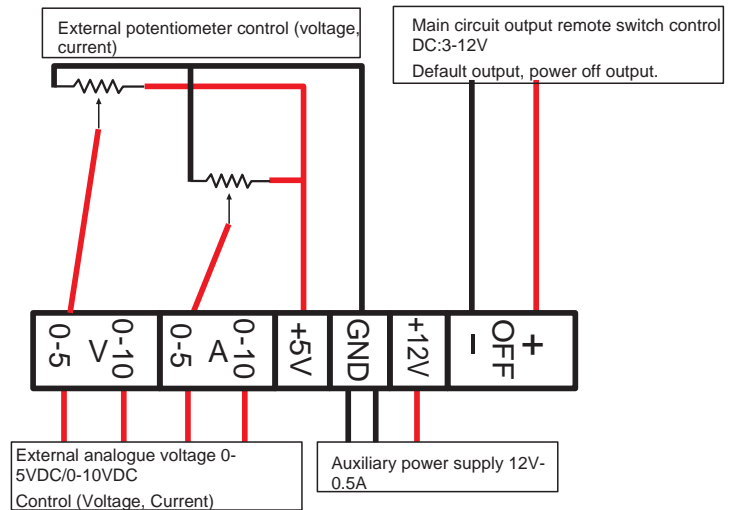 External potentiometer control (voltage,
current)
Main circuit output remote switch control
DC:3-12V
Default output, power off output.
0-5
V
0-10
0-5
A
0-10
+5V
GND
+12V
-
OFF
+
External analogue voltage 0-
5VDC/0-10VDC
Control (Voltage, Current)
Auxiliary power supply 12V-
0.5A